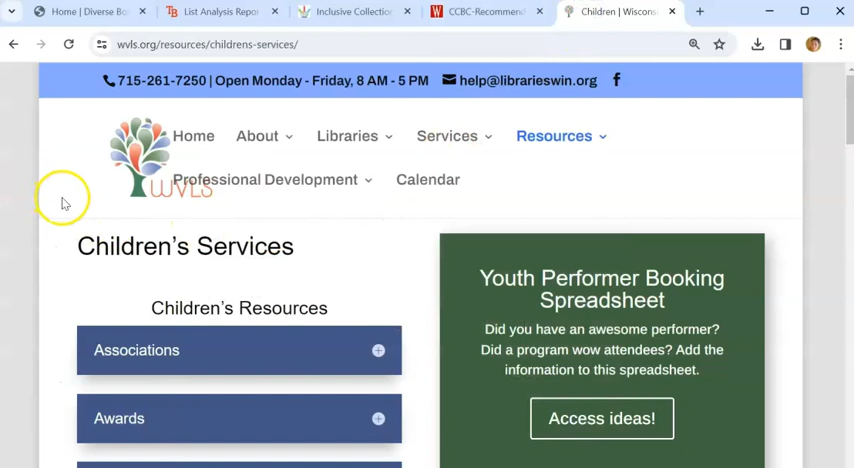 Home | Diverse Bo
List Analysis Repor
Inclusive Collection
CCBC-Recommend
Children | Wiscons
wvls.org/resources/childrens-services/
715-261-7250 | Open Monday - Friday, 8 AM - 5 PM
help@librarieswin.org
Home About Libraries Services Resources
Professional Development Calendar
WVLS
Children's Services
Children's Resources
Associations
Awards
Youth Performer Booking
Spreadsheet
Did you have an awesome performer?
Did a program wow attendees? Add the
information to this spreadsheet.
Access ideas!